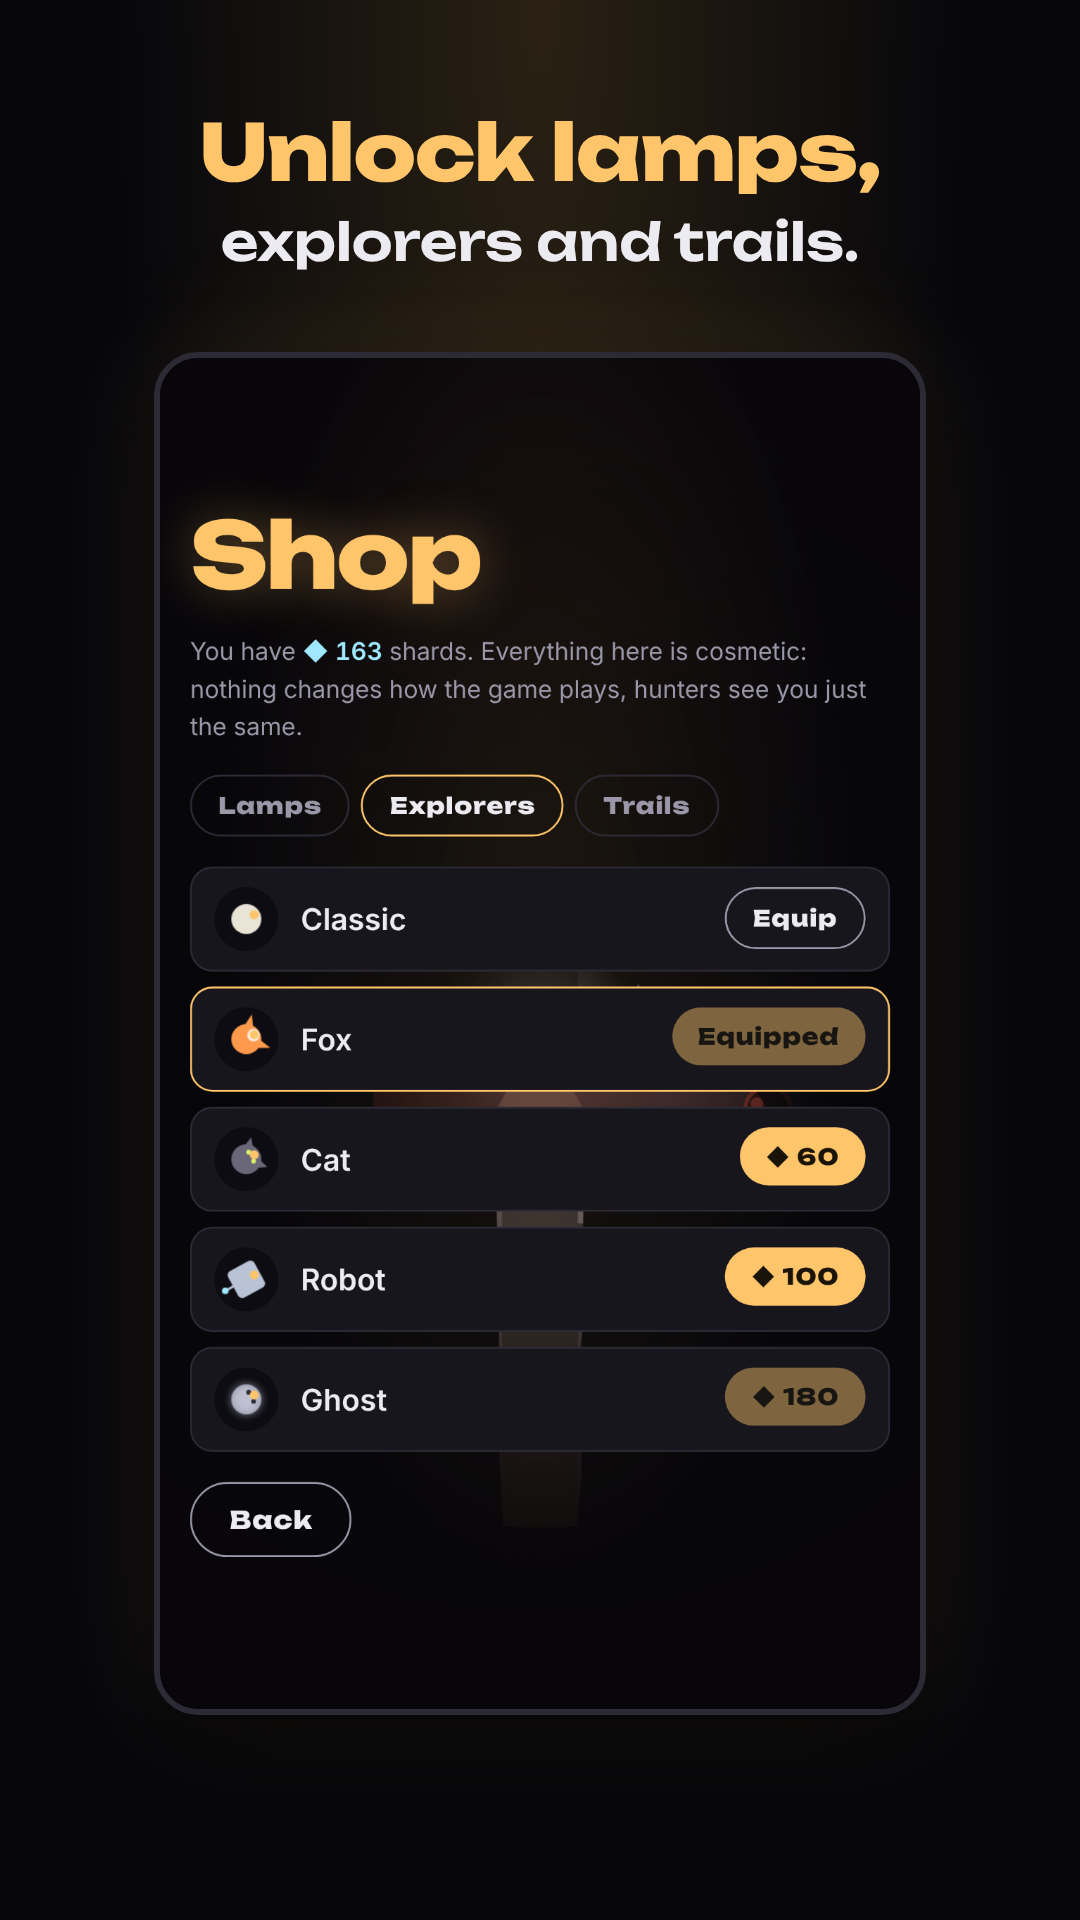 Unlock lamps,
explorers and trails.
Shop
You have ◆ 163 shards. Everything here is cosmetic:
nothing changes how the game plays, hunters see you just
the same.
Lamps
Explorers
Trails
Classic
Equip
Fox
Equipped
Cat
◆ 60
Robot
◆ 100
Ghost
◆ 180
Back